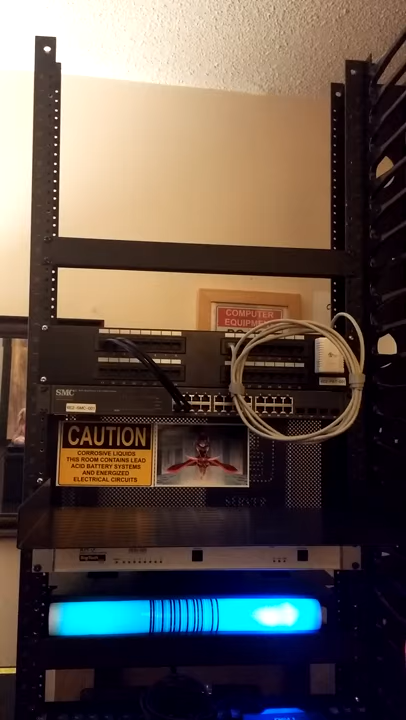 COMPUTER
EQUIPMENT
SMC
CAUTION
CORROSIVE LIQUIDS
THIS ROOM CONTAINS LEAD
ACID BATTERY SYSTEMS
AND ENERGIZED
ELECTRICAL CIRCUITS